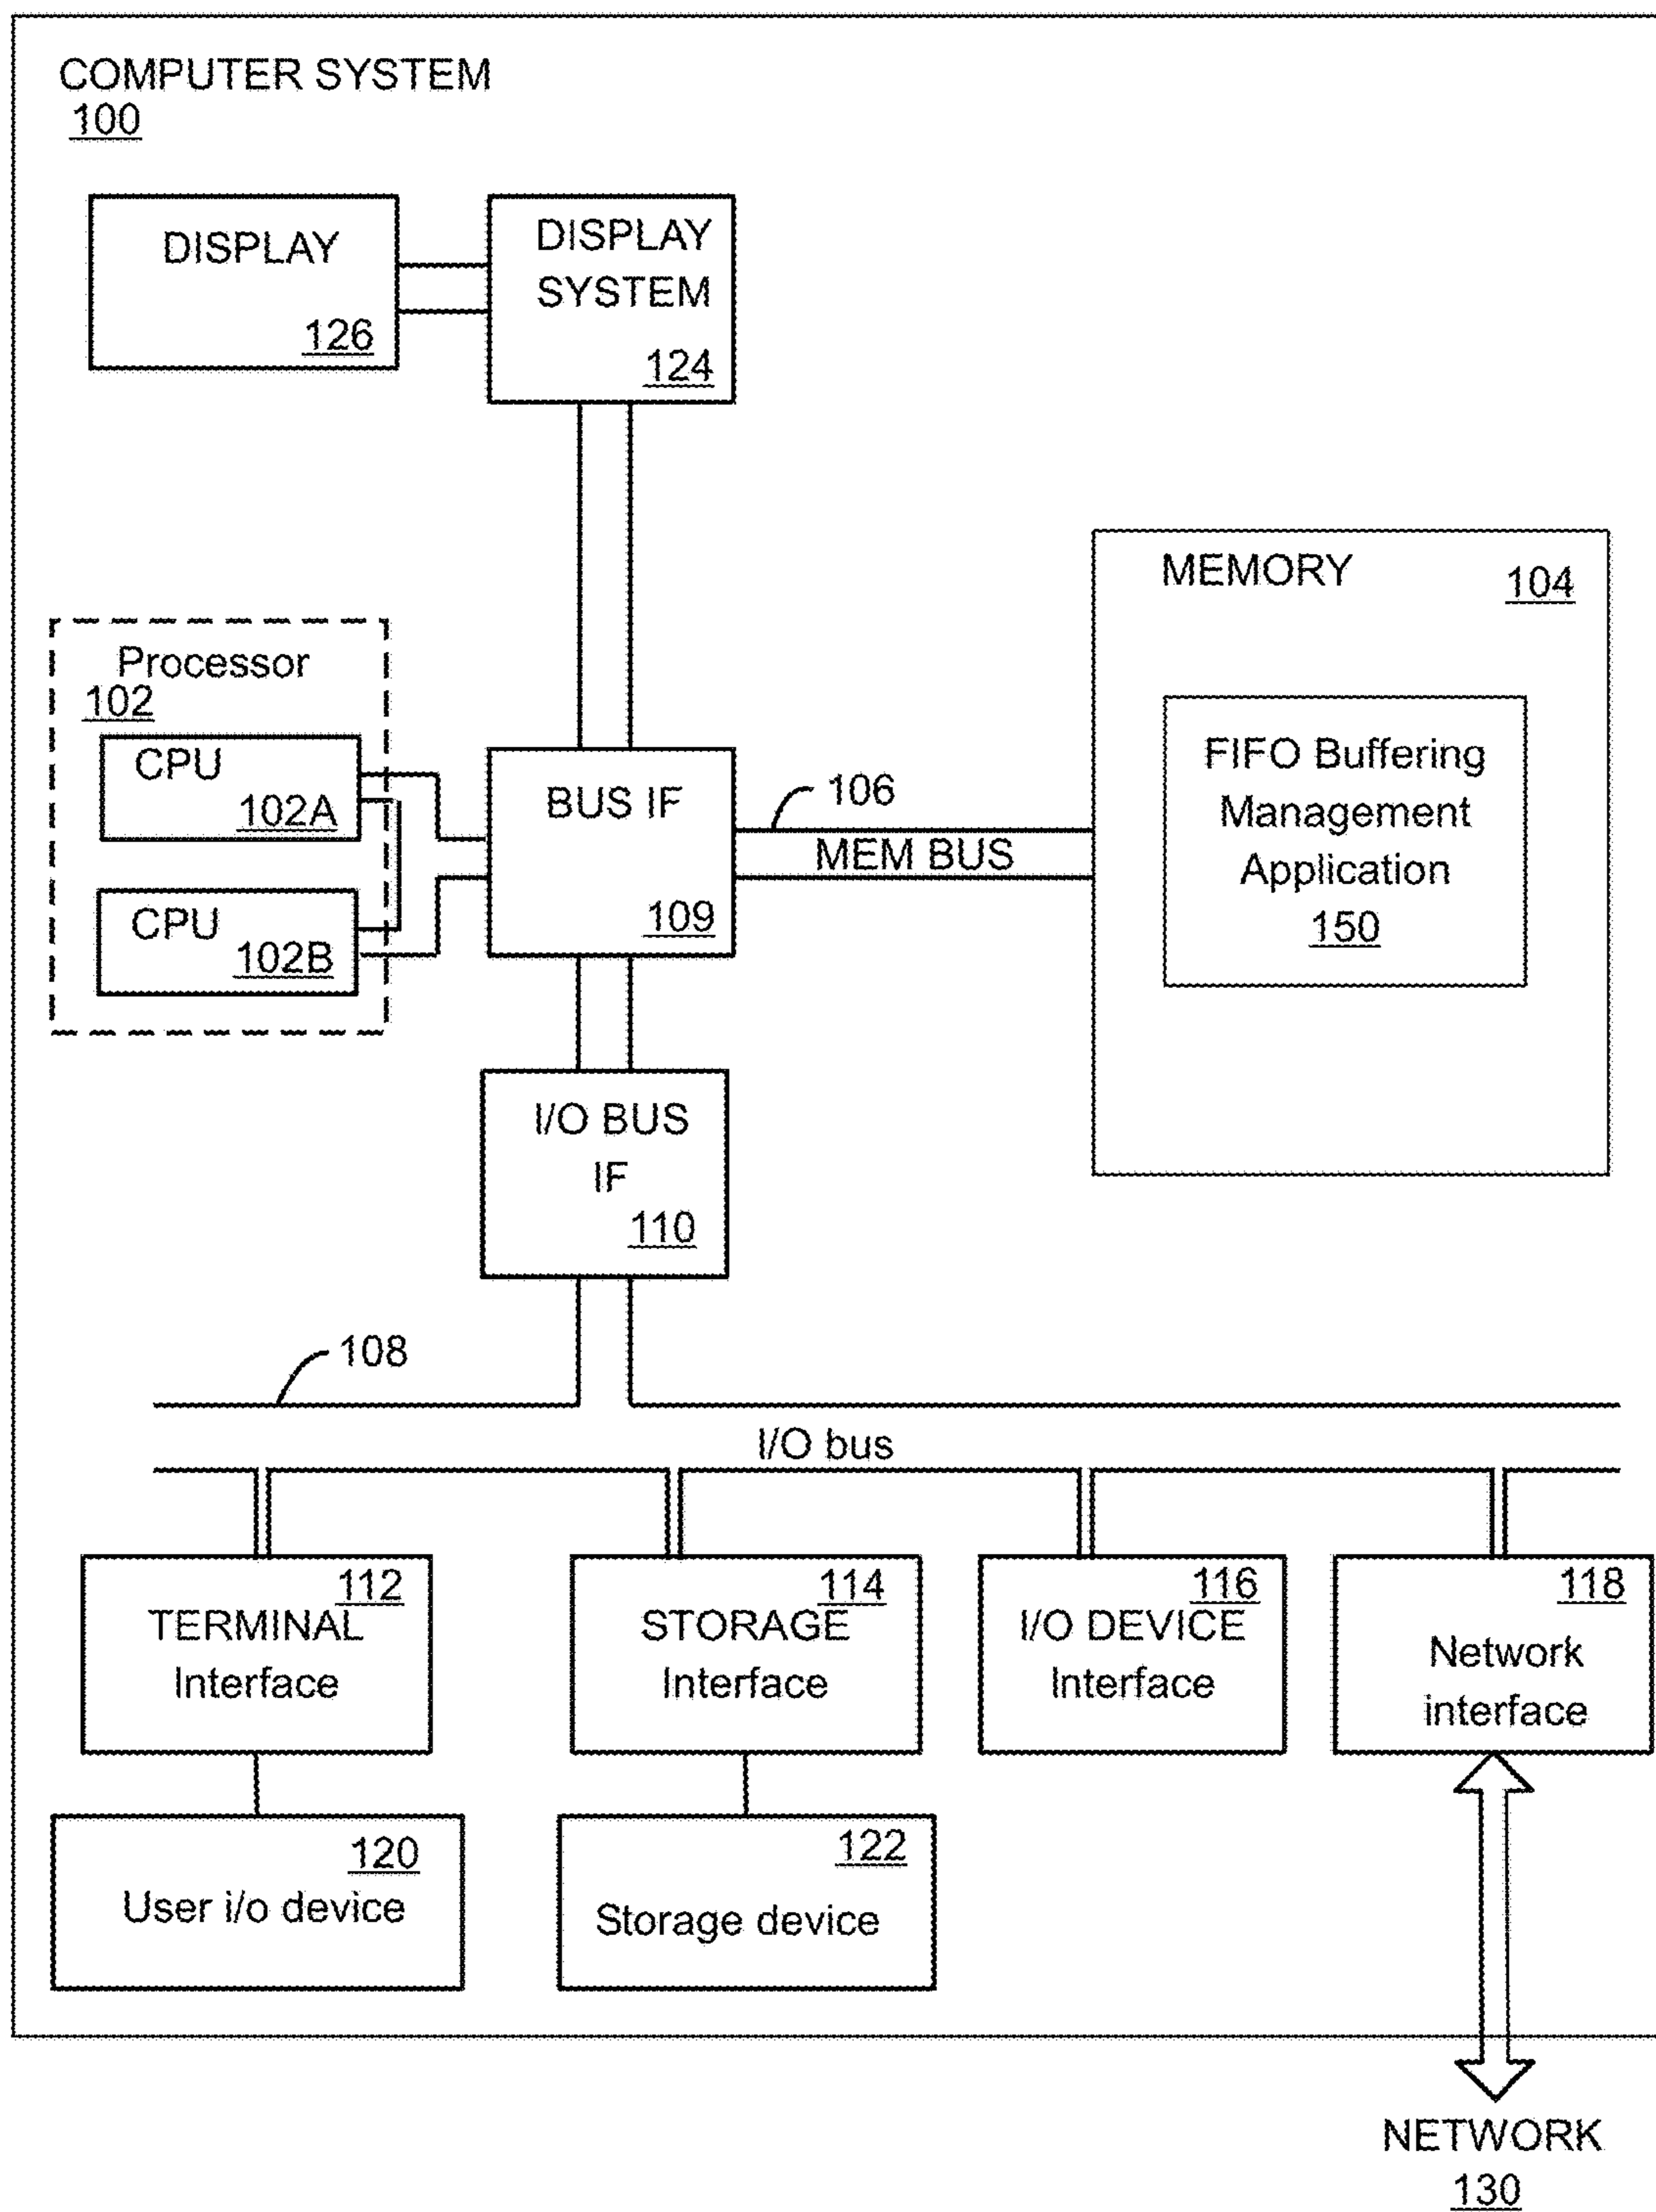 COMPUTER SYSTEM
100
DISPLAY
126
DISPLAY
SYSTEM
124
MEMORY
104
Processor
102
CPU
102A
CPU
102B
BUS IF
109
106
MEM BUS
FIFO Buffering
Management
Application
150
I/O BUS
IF
110
108
I/O bus
112
TERMINAL
Interface
114
STORAGE
Interface
116
I/O DEVICE
Interface
118
Network
interface
120
User i/o device
122
Storage device
NETWORK
130